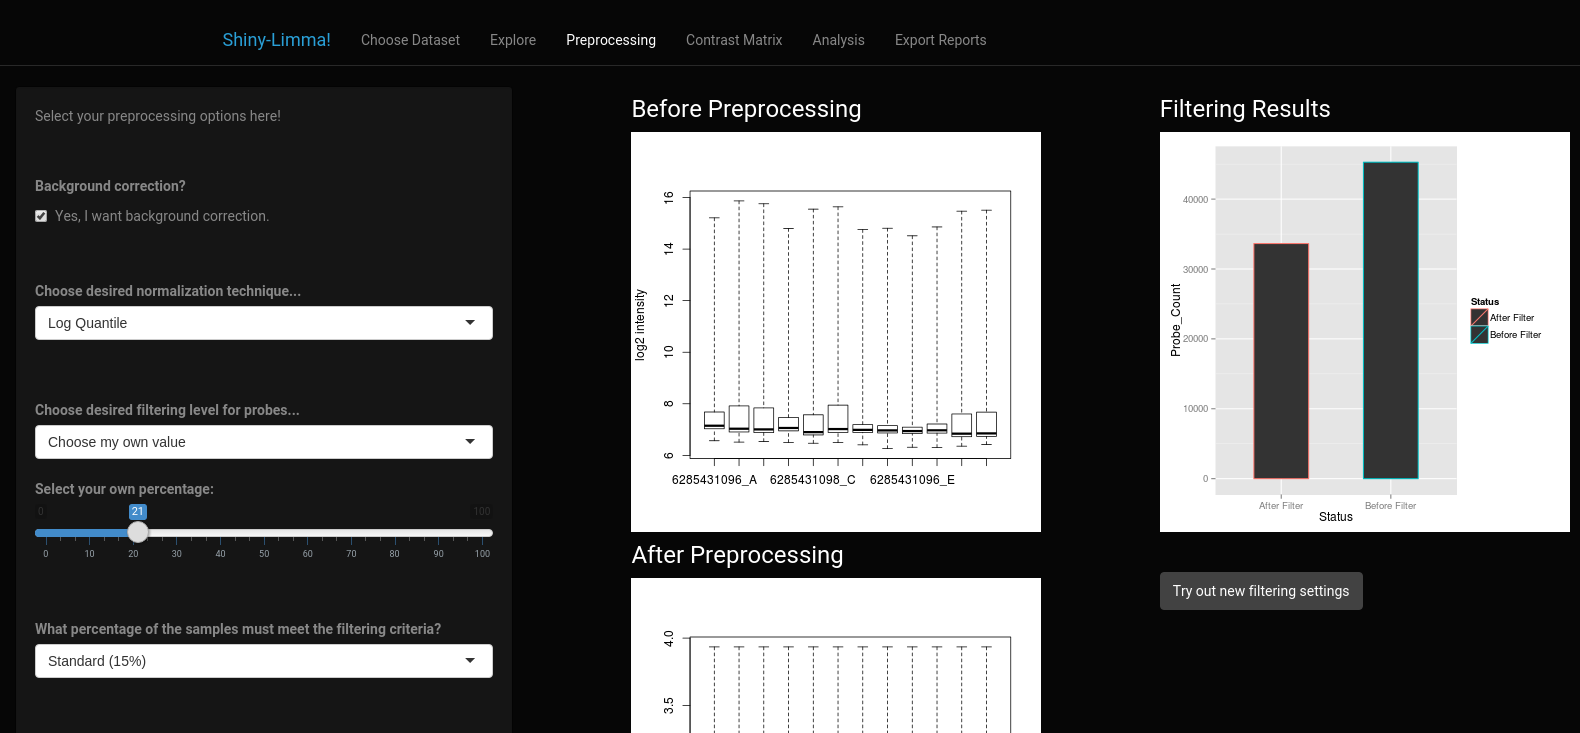 Shiny-Limma! Choose Dataset Explore Preprocessing Contrast Matrix Analysis Export Reports
Select your preprocessing options here!
Background correction?
Yes, I want background correction.
Choose desired normalization technique...
Log Quantile
Choose desired filtering level for probes...
Choose my own value
Select your own percentage:
0 21 100
0 10 20 30 40 50 60 70 80 90 100
What percentage of the samples must meet the filtering criteria?
Standard (15%)
Before Preprocessing
16
14
12
10
8
6
log2 intensity
6285431096_A 6285431098_C 6285431096_E
After Preprocessing
4.0
3.5
Filtering Results
40000
30000
20000
10000
0
Probe_Count
After Filter Before Filter
Status
Status
After Filter
Before Filter
Try out new filtering settings